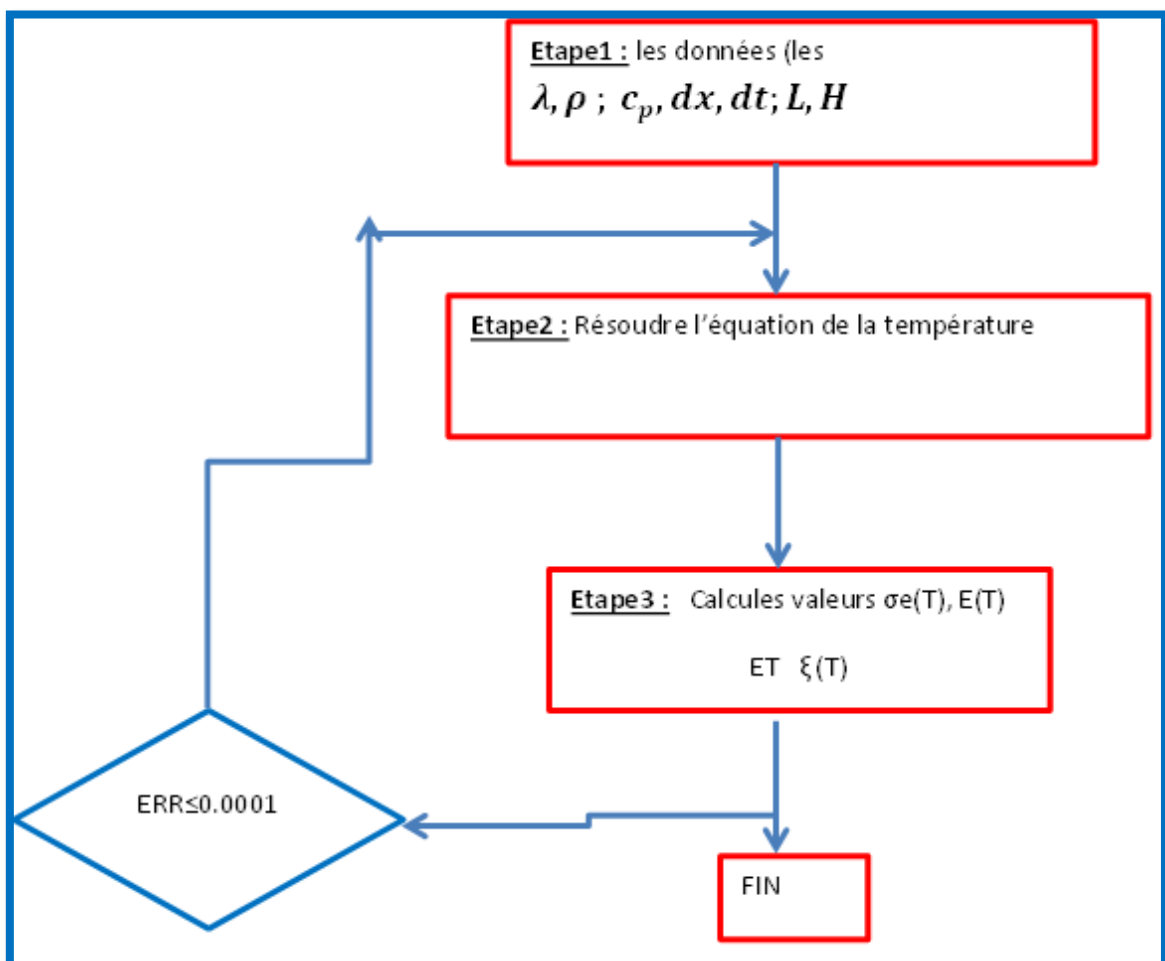 Etape1 : les données (les
λ, ρ ; c_p, dx, dt; L, H
Etape2 : Résoudre l’équation de la température
Etape3 : Calcules valeurs σe(T), E(T)
ET ξ(T)
ERR≤0.0001
FIN